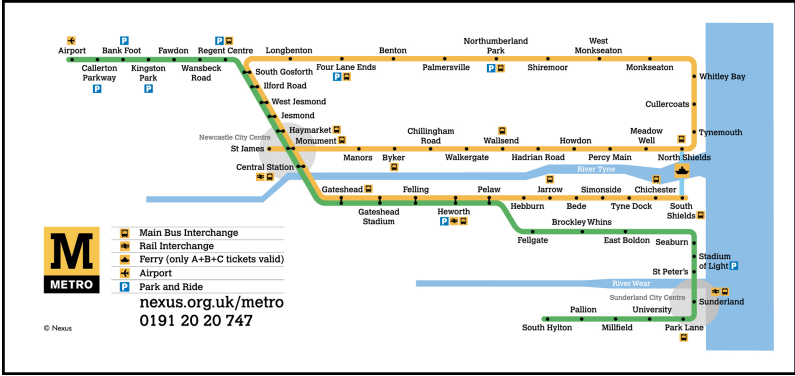 Airport
Bank Foot
Fawdon
Regent Centre
Callerton
Parkway
Kingston
Park
Wansbeck
Road
Longbenton
Four Lane Ends
Benton
Palmersville
Northumberland
Park
Shiremoor
West
Monkseaton
Monkseaton
Whitley Bay
Cullercoats
Tynemouth
South Gosforth
Ilford Road
West Jesmond
Jesmond
Haymarket
Newcastle City Centre
Monument
St James
Central Station
Manors
Byker
Chillingham
Road
Walkergate
Wallsend
Hadrian Road
Howdon
Percy Main
Meadow
Well
North Shields
River Tyne
Gateshead
Gateshead
Stadium
Felling
Heworth
Pelaw
Hebburn
Jarrow
Bede
Simonside
Tyne Dock
Chichester
South
Shields
Fellgate
Brockley Whins
East Boldon
Seaburn
Stadium
of Light
St Peter's
River Wear
Sunderland City Centre
Sunderland
Park Lane
University
Millfield
Pallion
South Hylton
M
METRO
Main Bus Interchange
Rail Interchange
Ferry (only A+B+C tickets valid)
Airport
P Park and Ride
nexus.org.uk/metro
0191 20 20 747
© Nexus